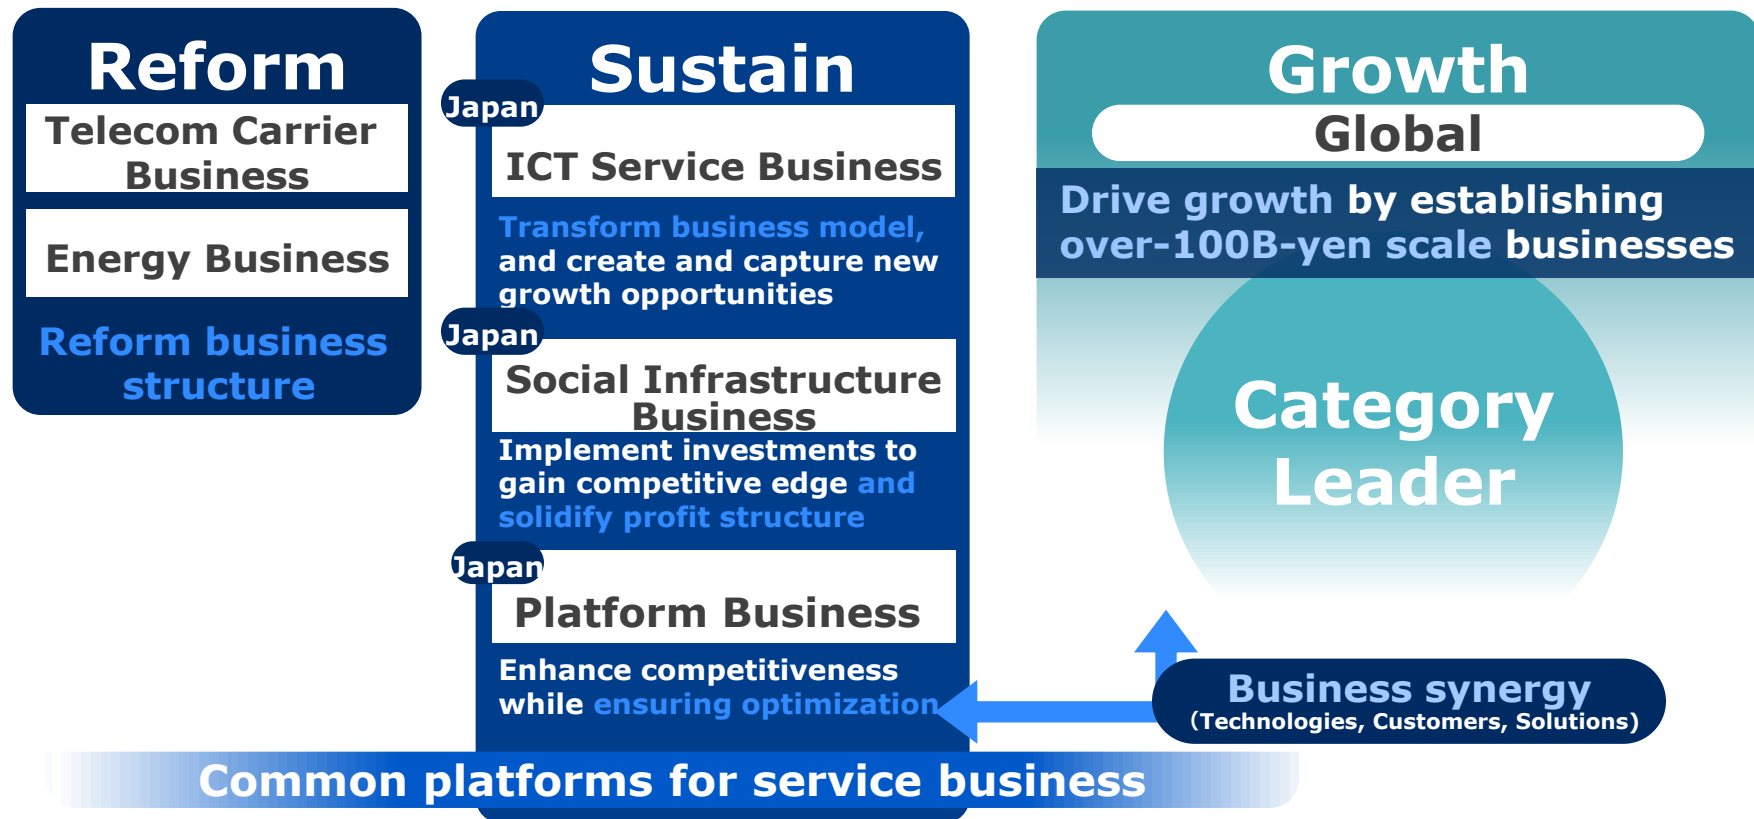 Reform
Telecom Carrier
Business
Energy Business
Reform business
structure
Sustain
Japan
ICT Service Business
Transform business model,
and create and capture new
growth opportunities
Japan
Social Infrastructure
Business
Implement investments to
gain competitive edge and
solidify profit structure
Japan
Platform Business
Enhance competitiveness
while ensuring optimization
Growth
Global
Drive growth by establishing
over-100B-yen scale businesses
Category
Leader
Business synergy
(Technologies, Customers, Solutions)
Common platforms for service business